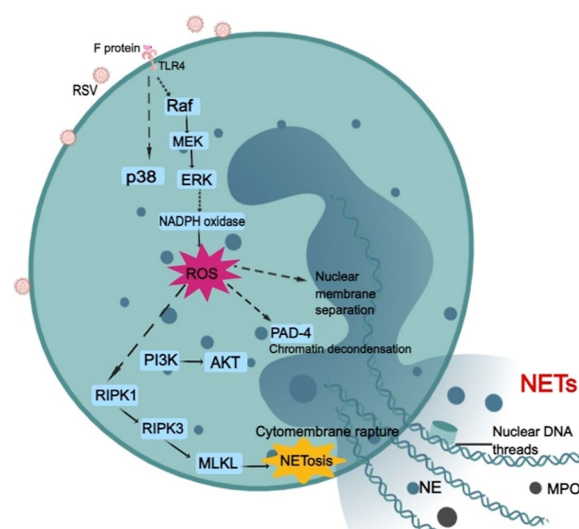 F protein
TLR4
RSV
Raf
MEK
p38
ERK
NADPH oxidase
ROS
Nuclear
membrane
separation
PAD-4
Chromatin decondensation
PI3K
AKT
RIPK1
NETs
RIPK3
Cytomembrane rapture
Nuclear DNA
threads
MLKL
NETosis
NE
MPO